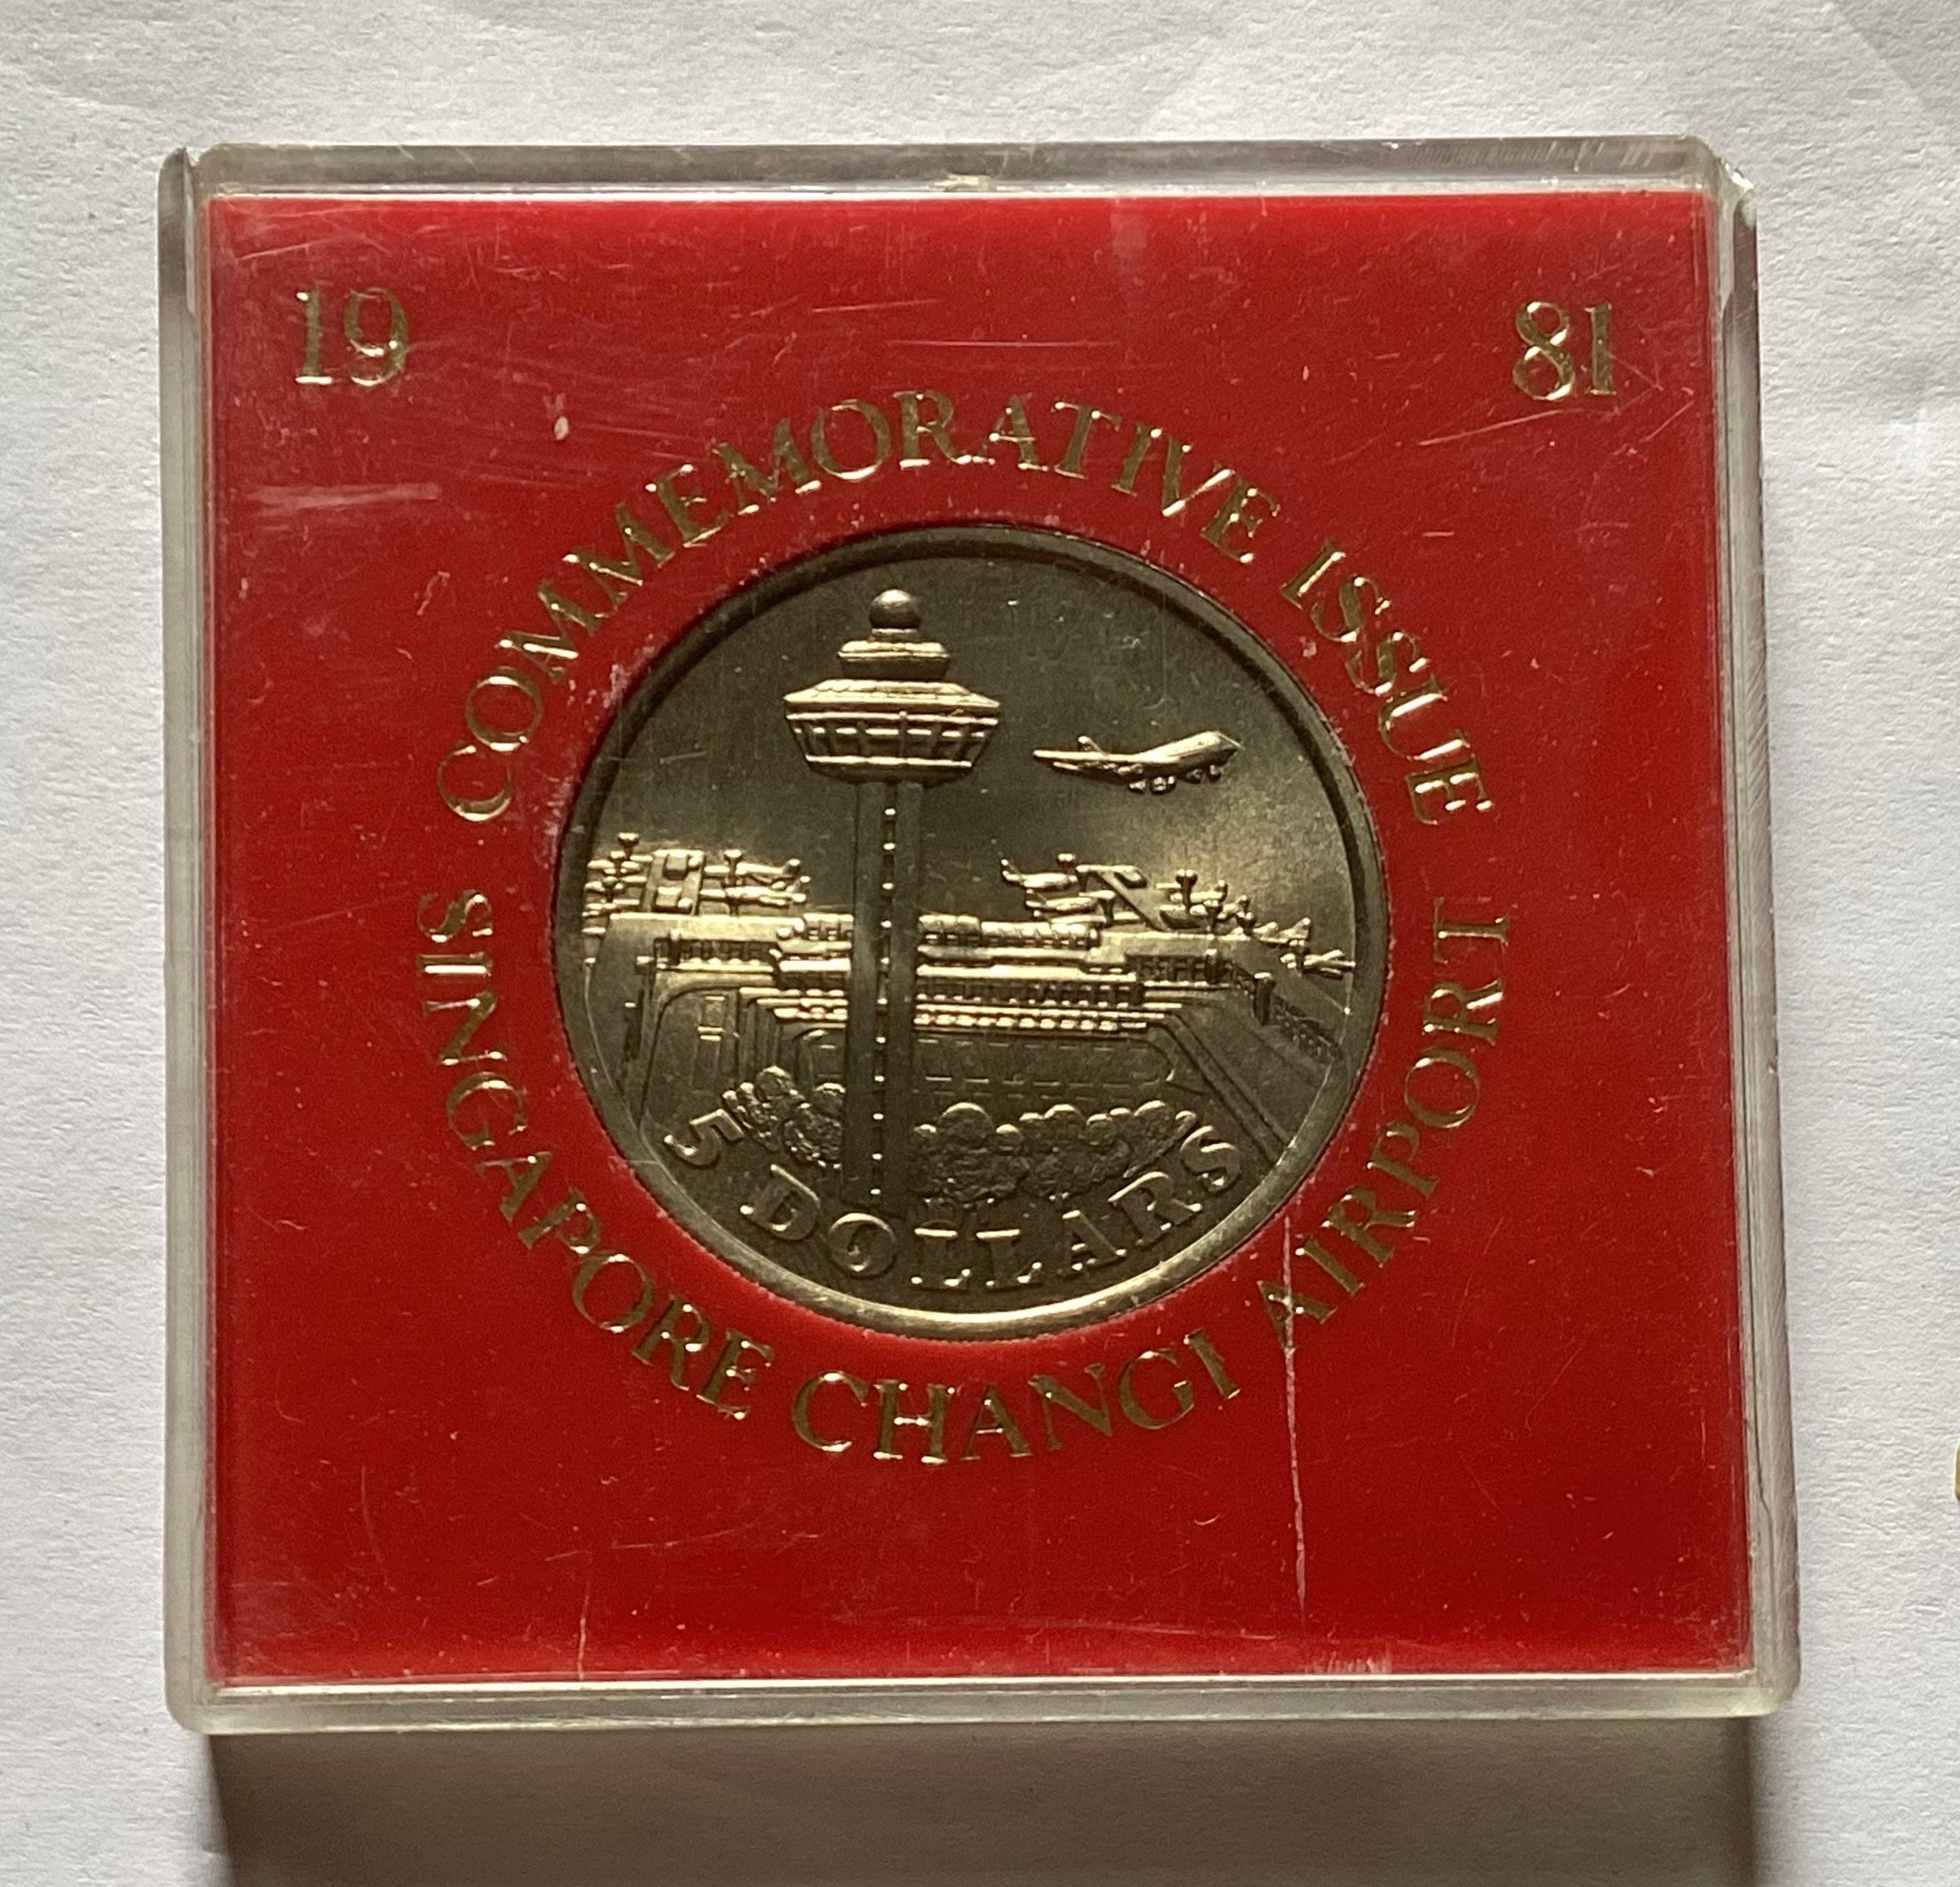 19 81
COMMEMORATIVE ISSUE
SINGAPORE CHANGI AIRPORT
5 DOLLARS